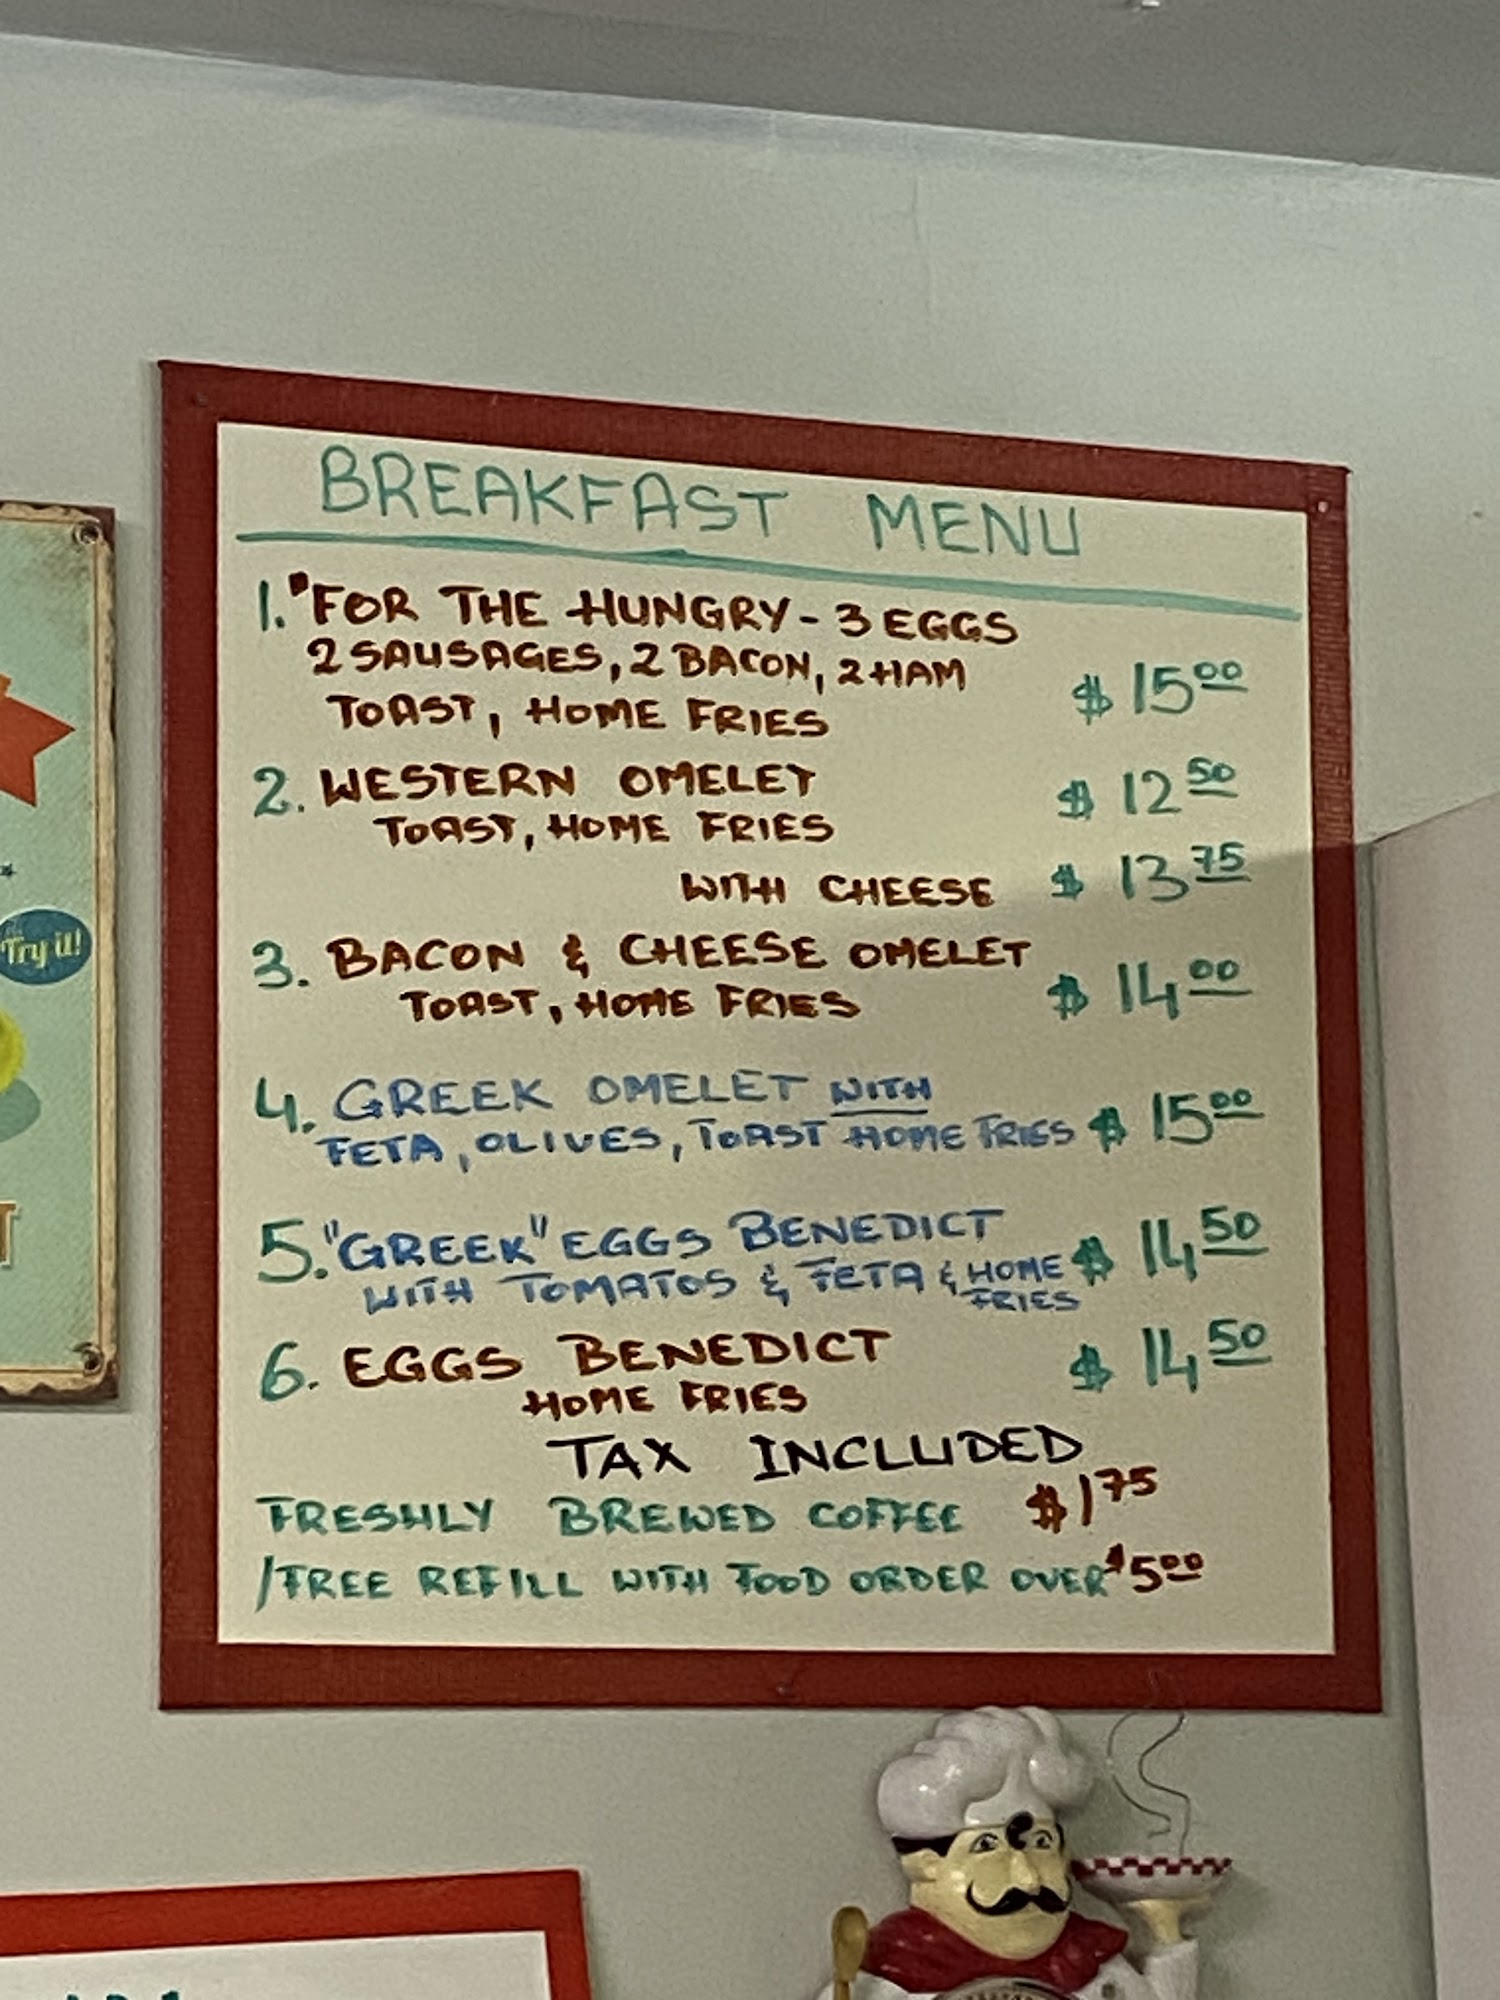 BREAKFAST MENU
1. "FOR THE HUNGRY - 3 EGGS
2 SAUSAGES, 2 BACON, 2 HAM
TOAST, HOME FRIES $ 15 00
2. WESTERN OMELET $ 12 50
TOAST, HOME FRIES
WITH CHEESE $ 13 75
3. BACON & CHEESE OMELET
TOAST, HOME FRIES $ 14 00
4. GREEK OMELET WITH
FETA, OLIVES, TOAST HOME FRIES $ 15 00
5. "GREEK" EGGS BENEDICT $ 14 50
WITH TOMATOS & FETA & HOME
FRIES
6. EGGS BENEDICT $ 14 50
HOME FRIES
TAX INCLUDED
FRESHLY BREWED COFFEE $1 75
/FREE REFILL WITH FOOD ORDER OVER $5 00
Try it!
T